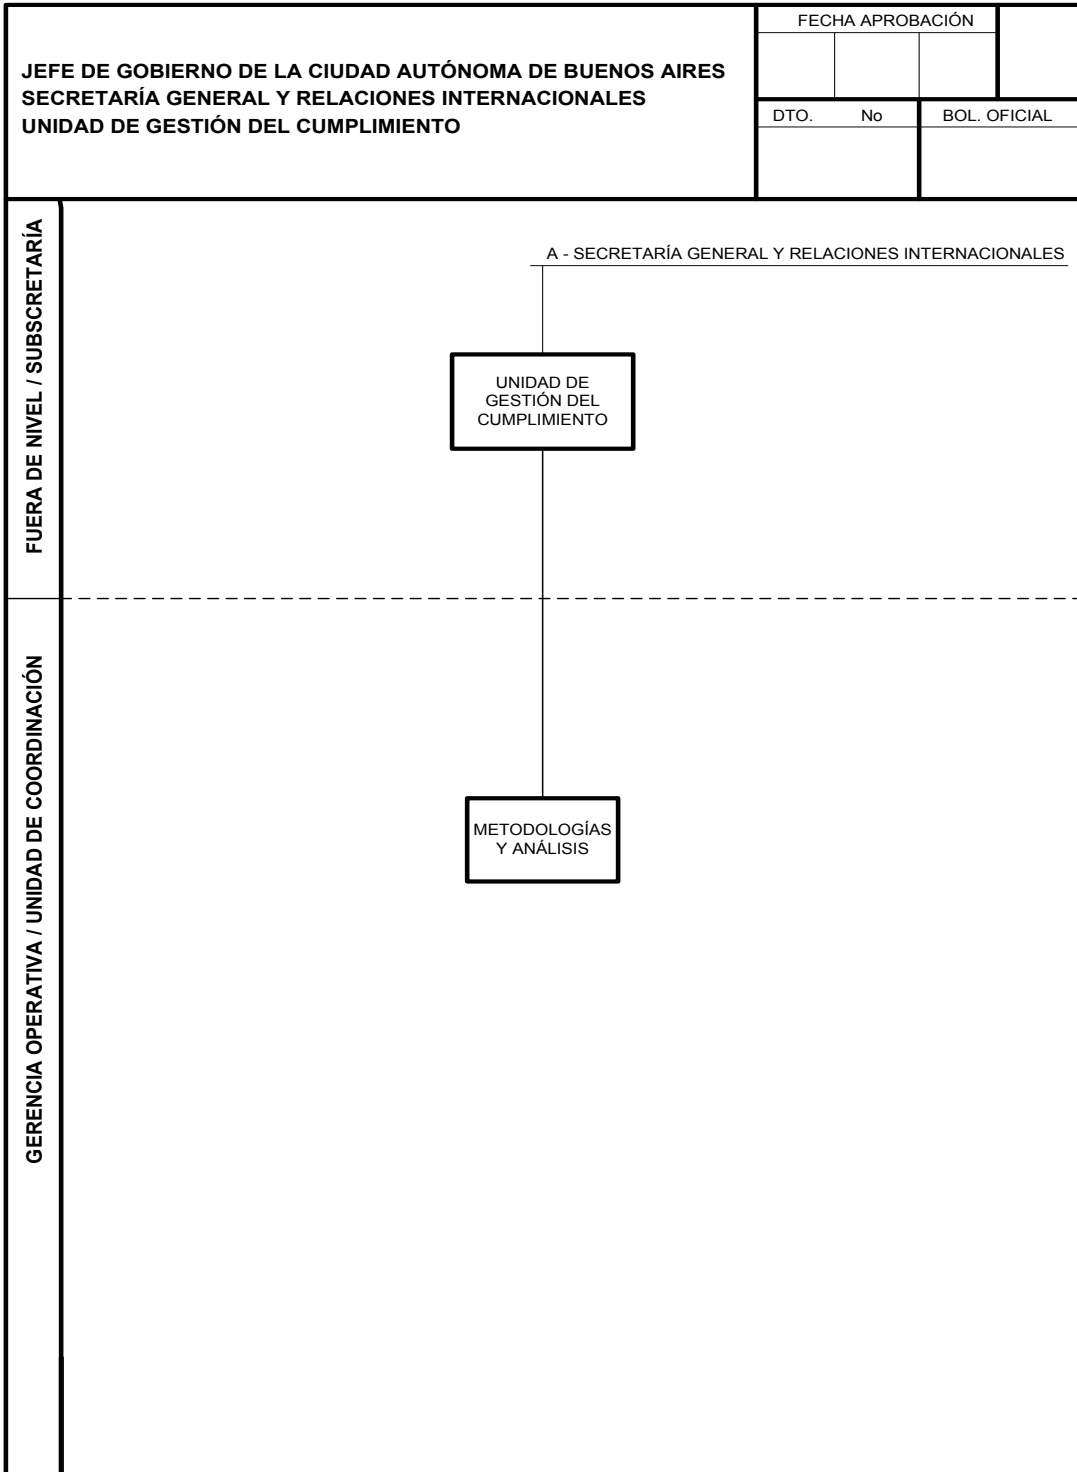 JEFE DE GOBIERNO DE LA CIUDAD AUTÓNOMA DE BUENOS AIRES
SECRETARÍA GENERAL Y RELACIONES INTERNACIONALES
UNIDAD DE GESTIÓN DEL CUMPLIMIENTO
FECHA APROBACIÓN
DTO. No
BOL. OFICIAL
FUERA DE NIVEL / SUBSCRETARÍA
A - SECRETARÍA GENERAL Y RELACIONES INTERNACIONALES
UNIDAD DE
GESTIÓN DEL
CUMPLIMIENTO
GERENCIA OPERATIVA / UNIDAD DE COORDINACIÓN
METODOLOGÍAS
Y ANÁLISIS